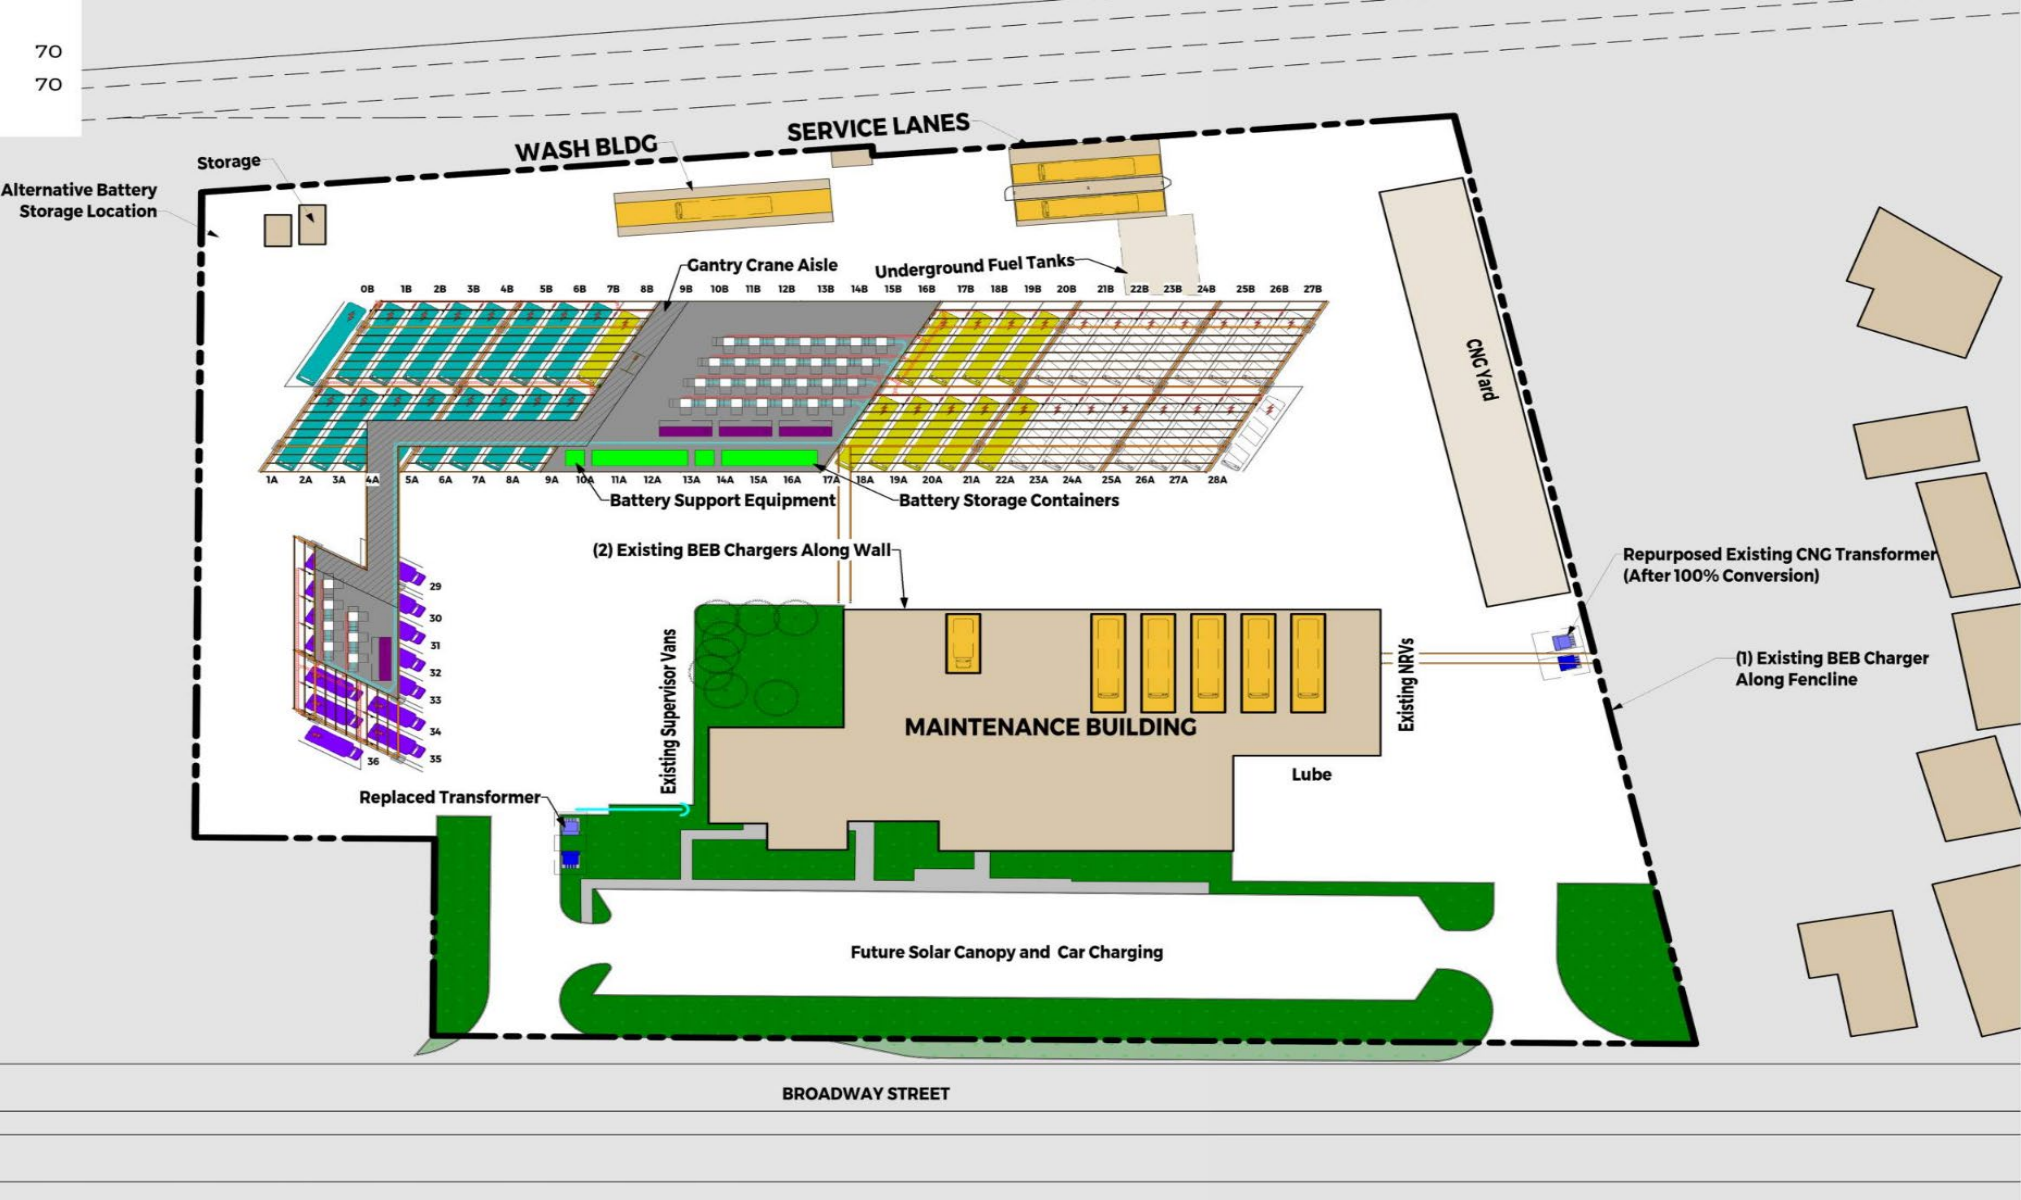 70
70
SERVICE LANES
WASH BLDG
Storage
Alternative Battery
Storage Location
Gantry Crane Aisle
Underground Fuel Tanks
0B 1B 2B 3B 4B 5B 6B 7B 8B 9B 10B 11B 12B 13B 14B 15B 16B 17B 18B 19B 20B 21B 22B 23B 24B 25B 26B 27B
CNG Yard
1A 2A 3A 4A 5A 6A 7A 8A 9A 10A 11A 12A 13A 14A 15A 16A 17A 18A 19A 20A 21A 22A 23A 24A 25A 26A 27A 28A
Battery Support Equipment
Battery Storage Containers
(2) Existing BEB Chargers Along Wall
Repurposed Existing CNG Transformer
(After 100% Conversion)
29
30
31
32
33
34
35
36
Existing Supervisor Vans
Existing NRVs
(1) Existing BEB Charger
Along Fencline
MAINTENANCE BUILDING
Lube
Replaced Transformer
Future Solar Canopy and Car Charging
BROADWAY STREET